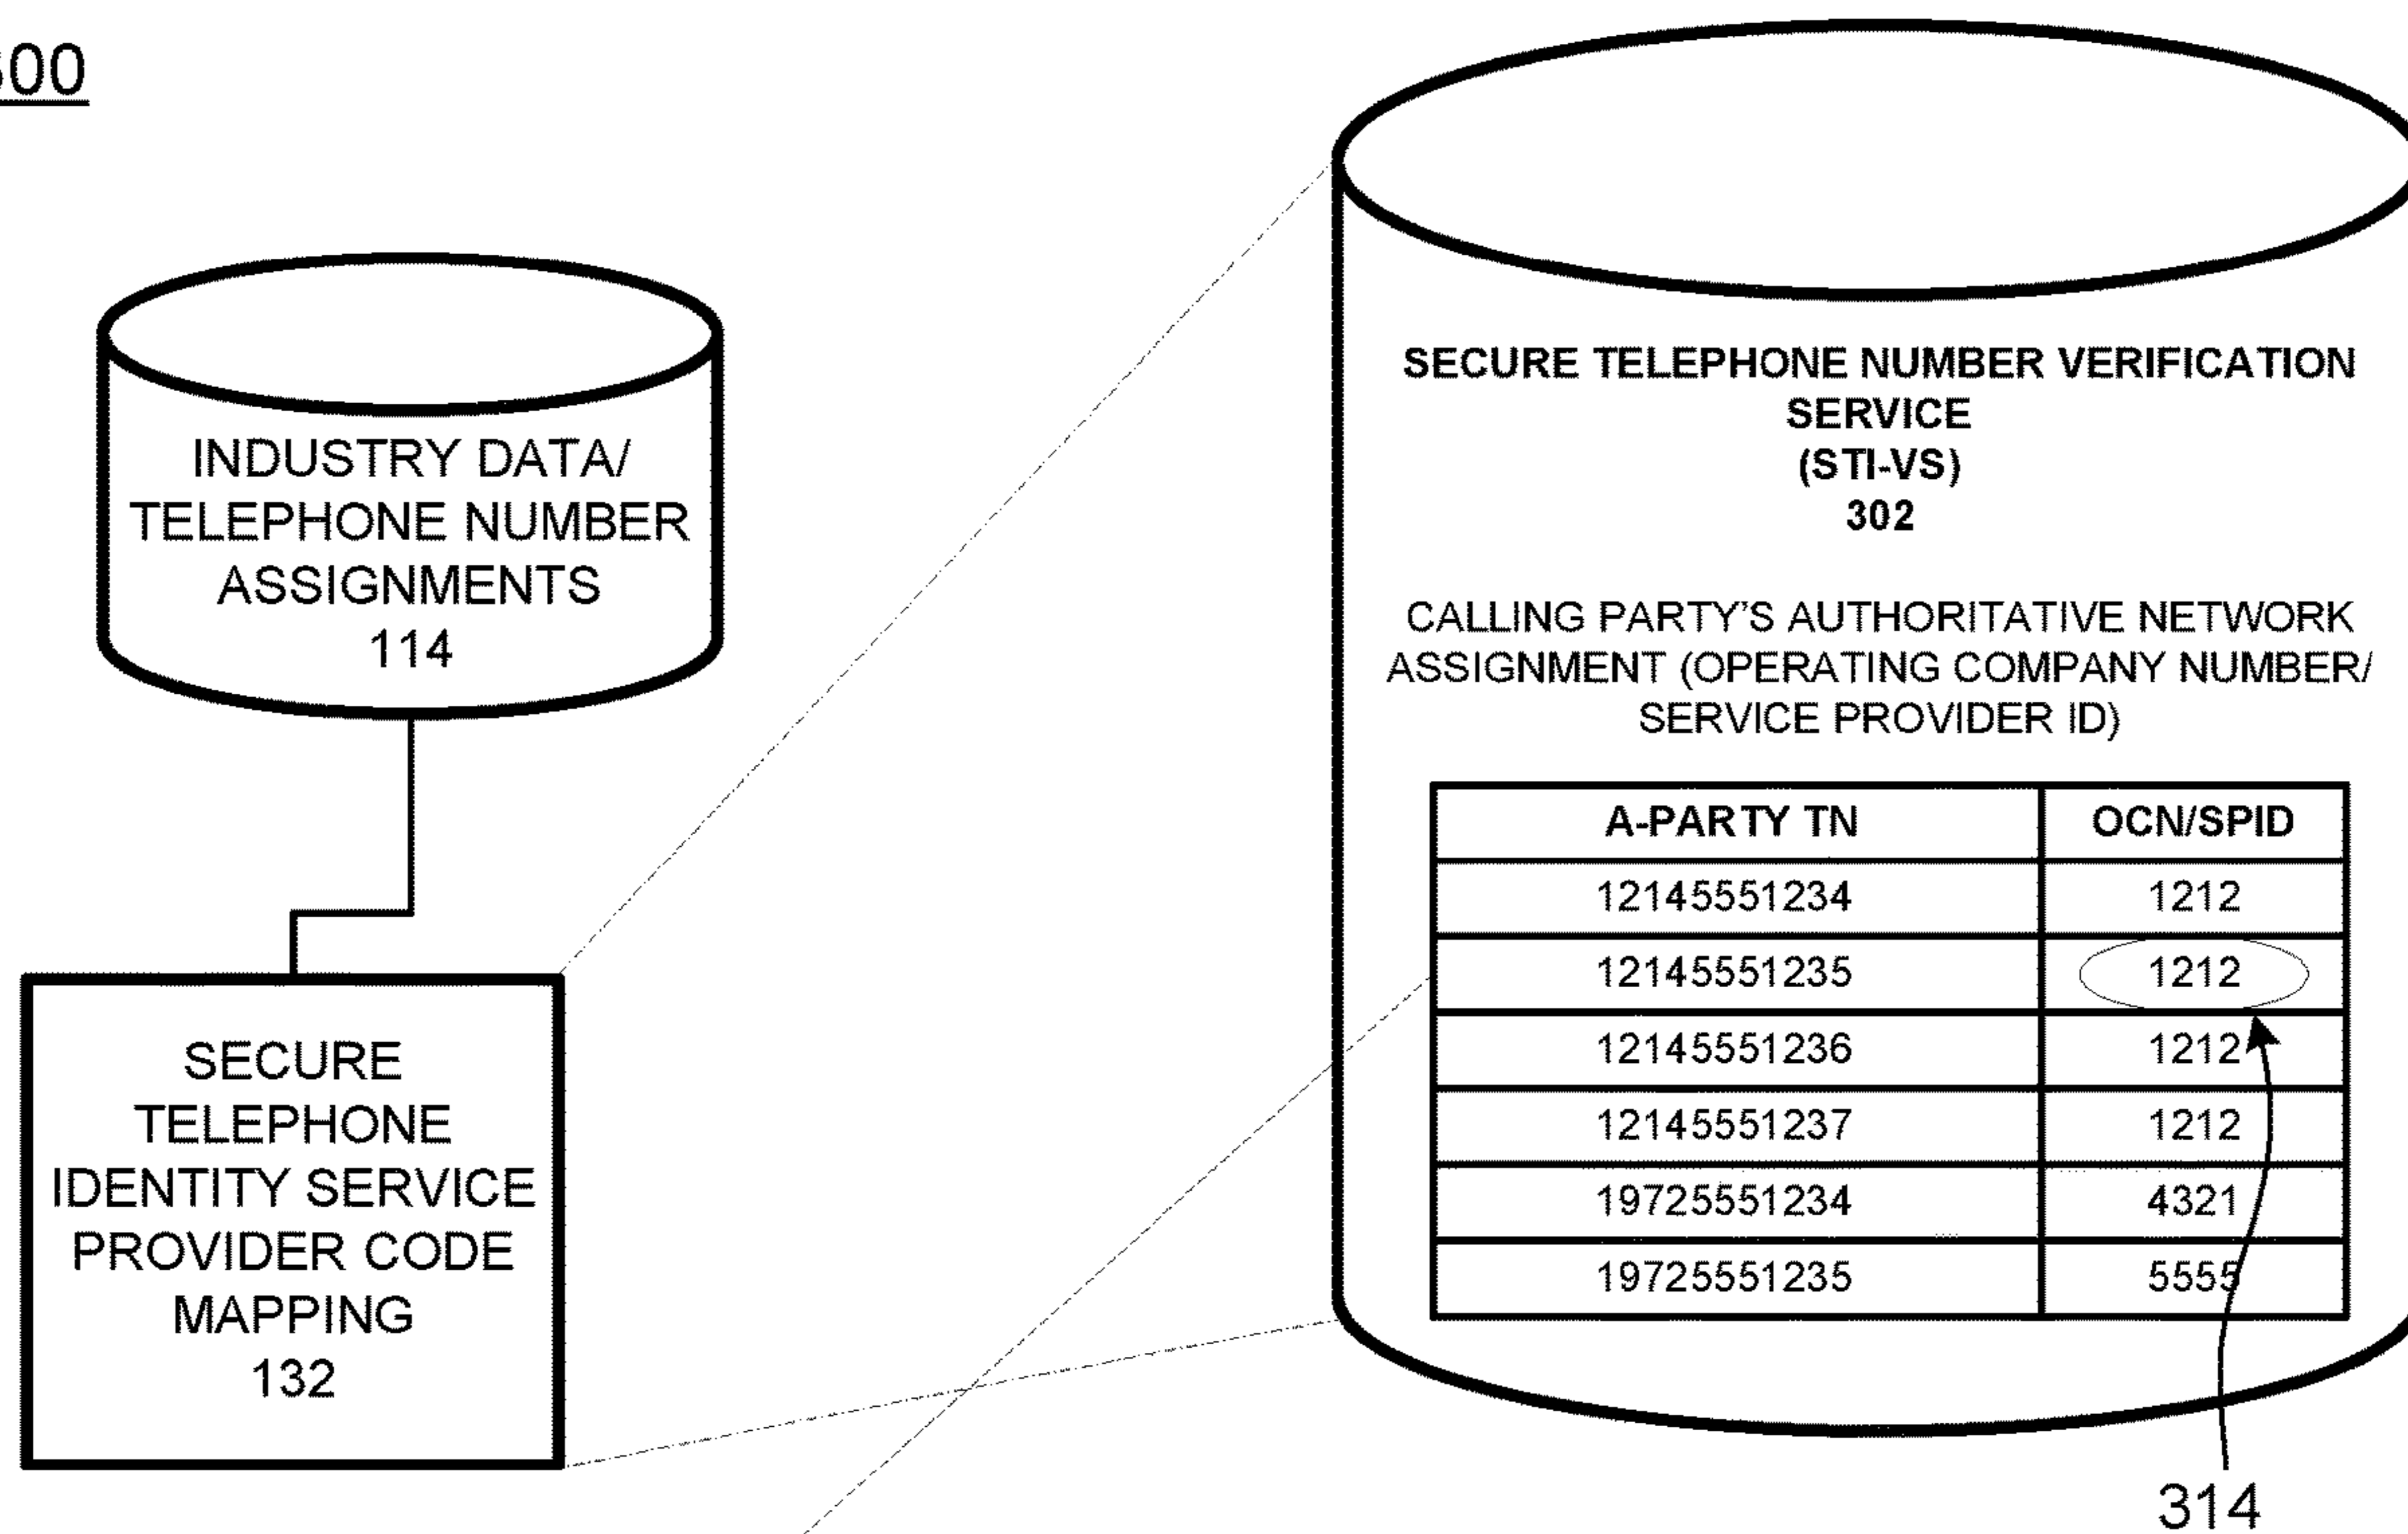 INDUSTRY DATA/
TELEPHONE NUMBER
ASSIGNMENTS
114
SECURE
TELEPHONE
IDENTITY SERVICE
PROVIDER CODE
MAPPING
132
SECURE TELEPHONE NUMBER VERIFICATION
SERVICE
(STI-VS)
302
CALLING PARTY'S AUTHORITATIVE NETWORK
ASSIGNMENT (OPERATING COMPANY NUMBER/
SERVICE PROVIDER ID)
A-PARTY TN OCN/SPID
12145551234 1212
12145551235 1212
12145551236 1212
12145551237 1212
19725551234 4321
19725551235 5555
314